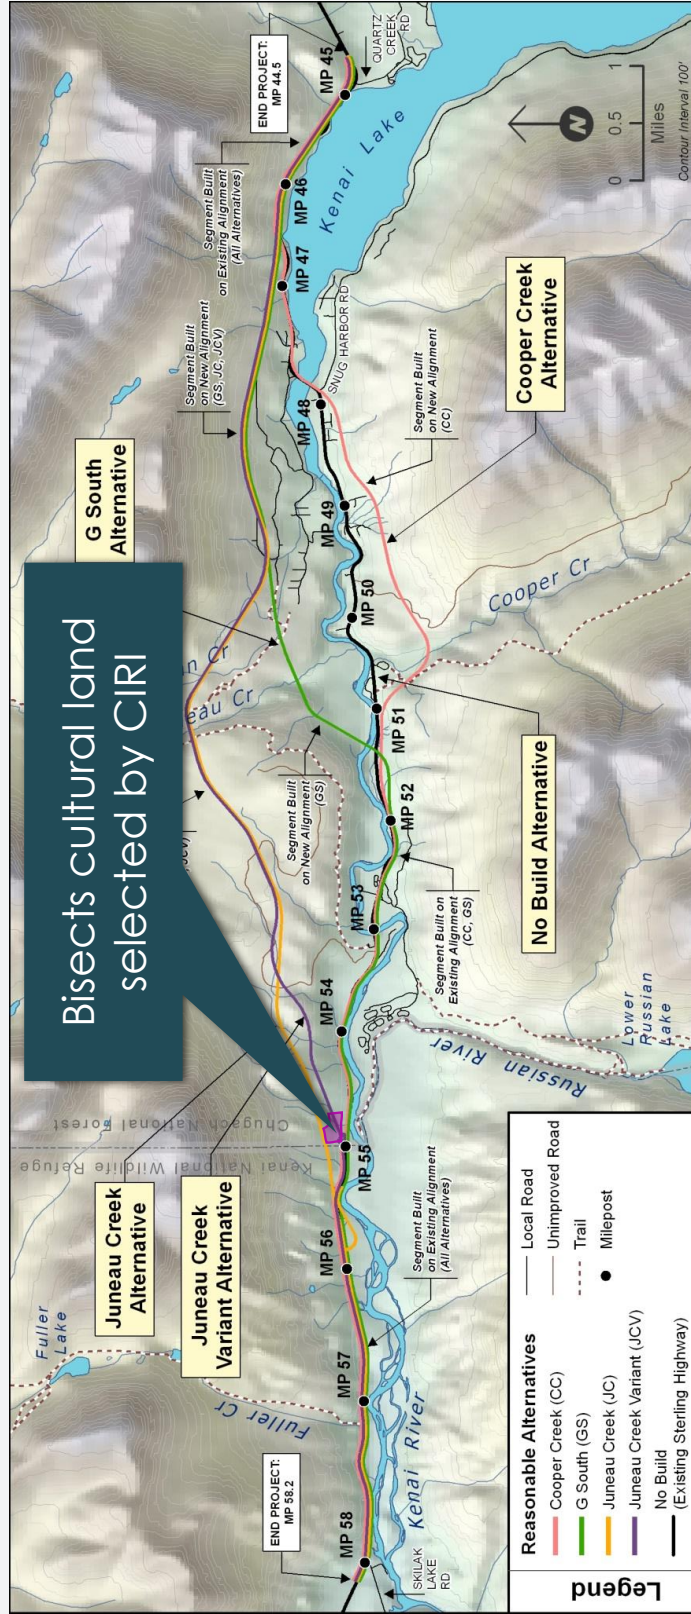 Bisects cultural land
selected by CIRI
END PROJECT:
MP 44.5
MP 45
QUARTZ
CREEK
RD
MP 46
Segment Built
on Existing Alignment
(All Alternatives)
MP 47
Kenai Lake
SNUG HARBOR RD
MP 48
Segment Built
on New Alignment
(GS, JC, JCV)
G South
Alternative
Segment Built
on New Alignment
(CC)
Cooper Creek
Alternative
MP 49
MP 50
Cooper Cr
MP 51
No Build Alternative
MP 52
Segment Built
on New Alignment
(GS)
Cr
eau Cr
JCV)
MP 53
Segment Built on
Existing Alignment
(CC, GS)
MP 54
Russian River
Lower
Russian
Lake
Chugach National Forest
Kenai National Wildlife Refuge
MP 55
Juneau Creek
Alternative
Juneau Creek
Variant Alternative
MP 56
Segment Built
on Existing Alignment
(All Alternatives)
Fuller
Lake
Fuller Cr
MP 57
Kenai River
END PROJECT:
MP 58.2
MP 58
SKILAK
LAKE
RD
N
0
0.5
1
Miles
Contour Interval 100'
Legend
Reasonable Alternatives
Cooper Creek (CC)
G South (GS)
Juneau Creek (JC)
Juneau Creek Variant (JCV)
No Build
(Existing Sterling Highway)
Local Road
Unimproved Road
Trail
Milepost